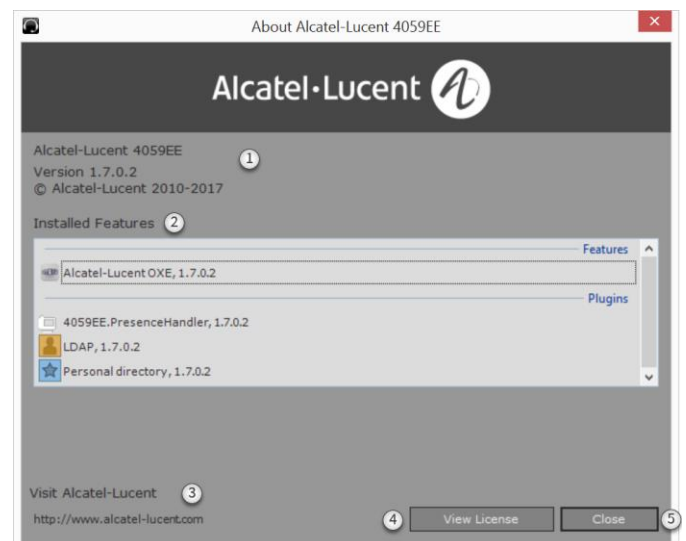 About Alcatel-Lucent 4059EE
Alcatel•Lucent
Alcatel-Lucent 4059EE
1
Version 1.7.0.2
© Alcatel-Lucent 2010-2017
Installed Features 2
Features
Alcatel-Lucent OXE, 1.7.0.2
Plugins
4059EE.PresenceHandler, 1.7.0.2
LDAP, 1.7.0.2
Personal directory, 1.7.0.2
Visit Alcatel-Lucent 3
http://www.alcatel-lucent.com 4 View License Close 5